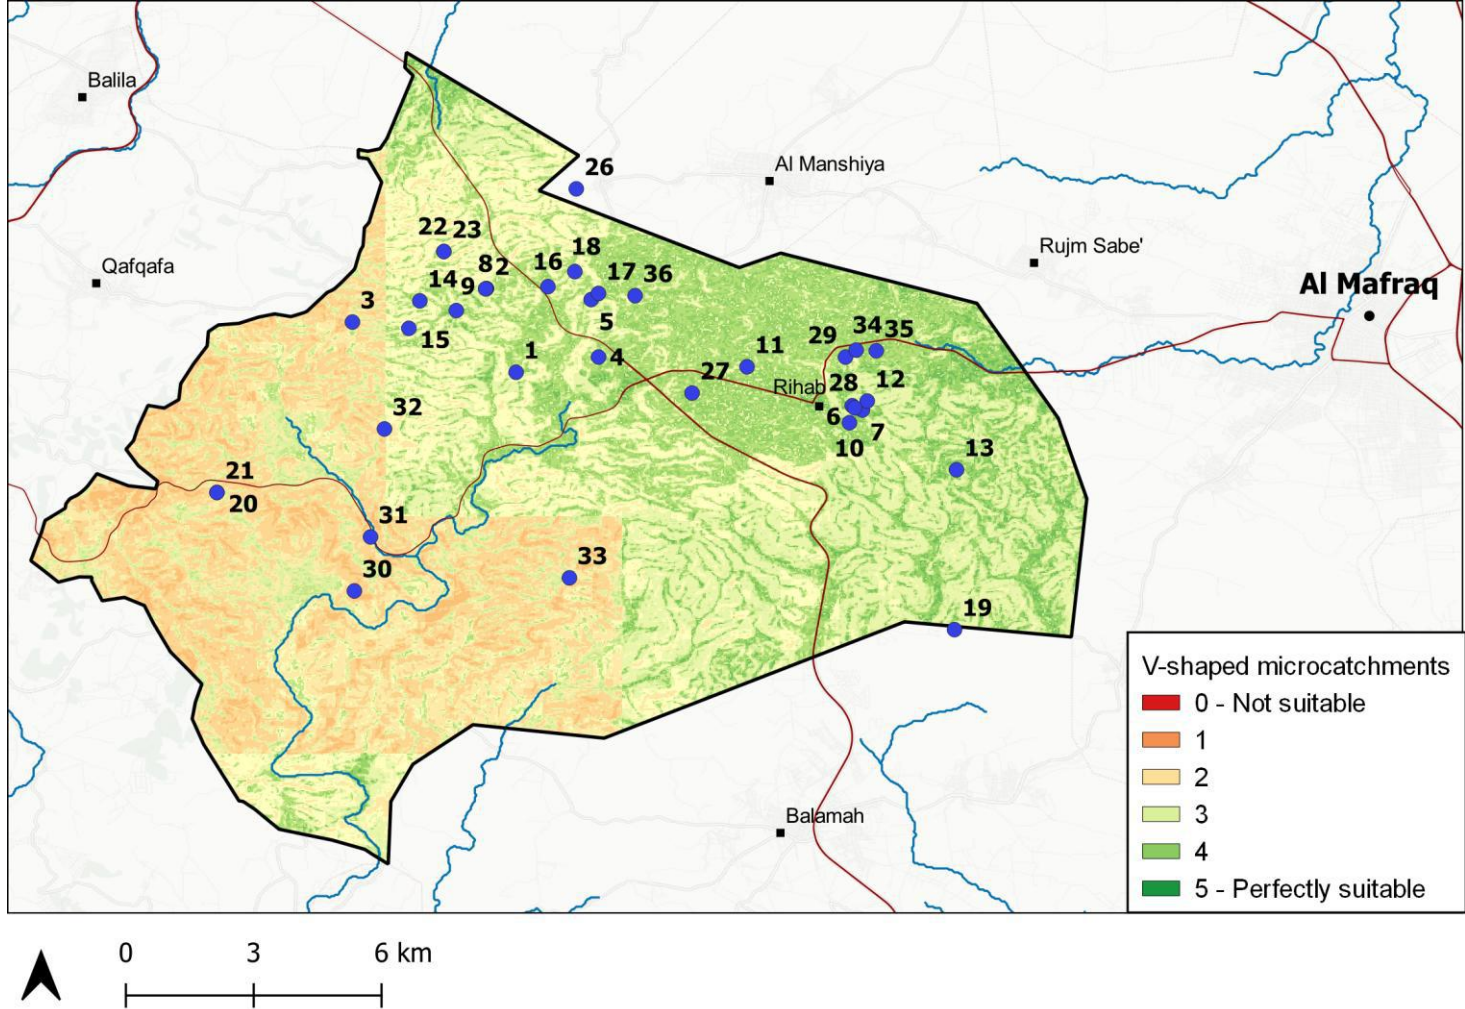 Balila
Al Manshiya
26
22 23
18
Rujm Sabe'
Qafqafa
8 2
16
17 36
Al Mafraq
14 9
3
5
15
34 35
29
11
1
4
27
Rihab
28 12
32
6
7
10
13
21
20
31
33
30
19
V-shaped microcatchments
0 - Not suitable
1
2
3
4
5 - Perfectly suitable
Balamah
0 3 6 km